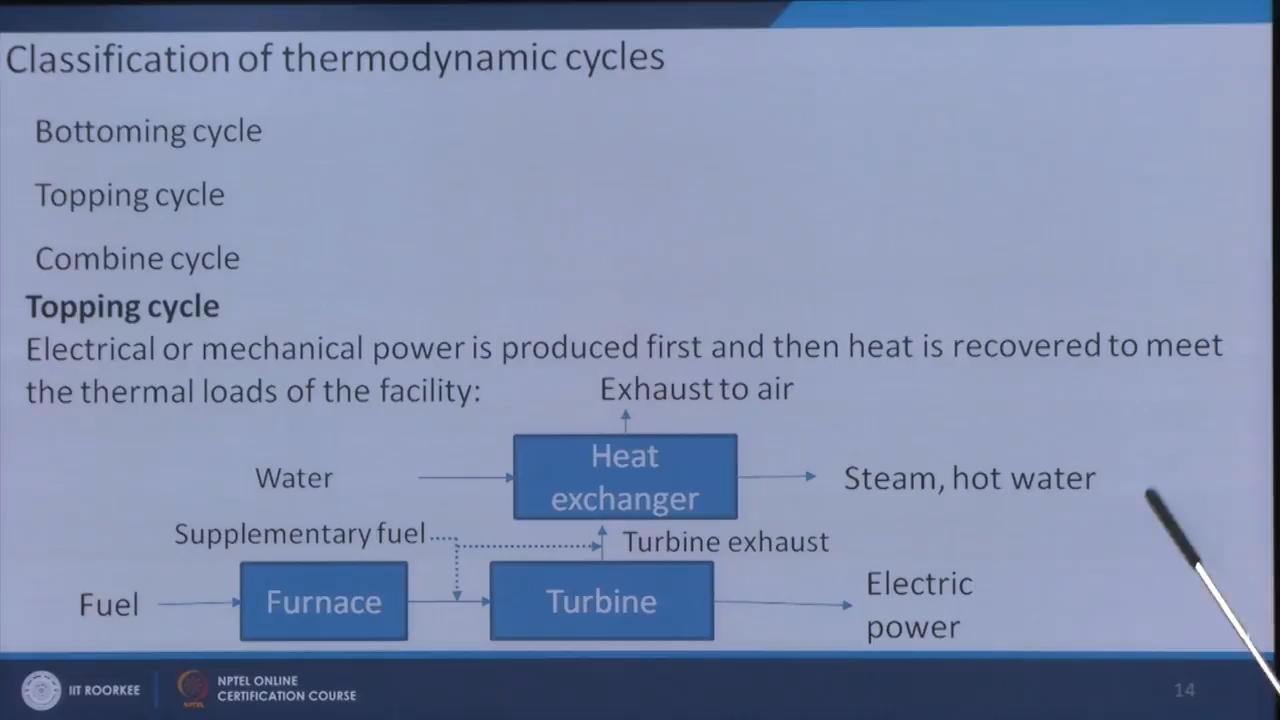 Classification of thermodynamic cycles
Bottoming cycle
Topping cycle
Combine cycle
Topping cycle
Electrical or mechanical power is produced first and then heat is recovered to meet
the thermal loads of the facility:
Exhaust to air
Heat
exchanger
Water
Steam, hot water
Supplementary fuel
Turbine exhaust
Fuel
Furnace
Turbine
Electric
power
IIT ROORKEE
NPTEL
NPTEL ONLINE
CERTIFICATION COURSE
14